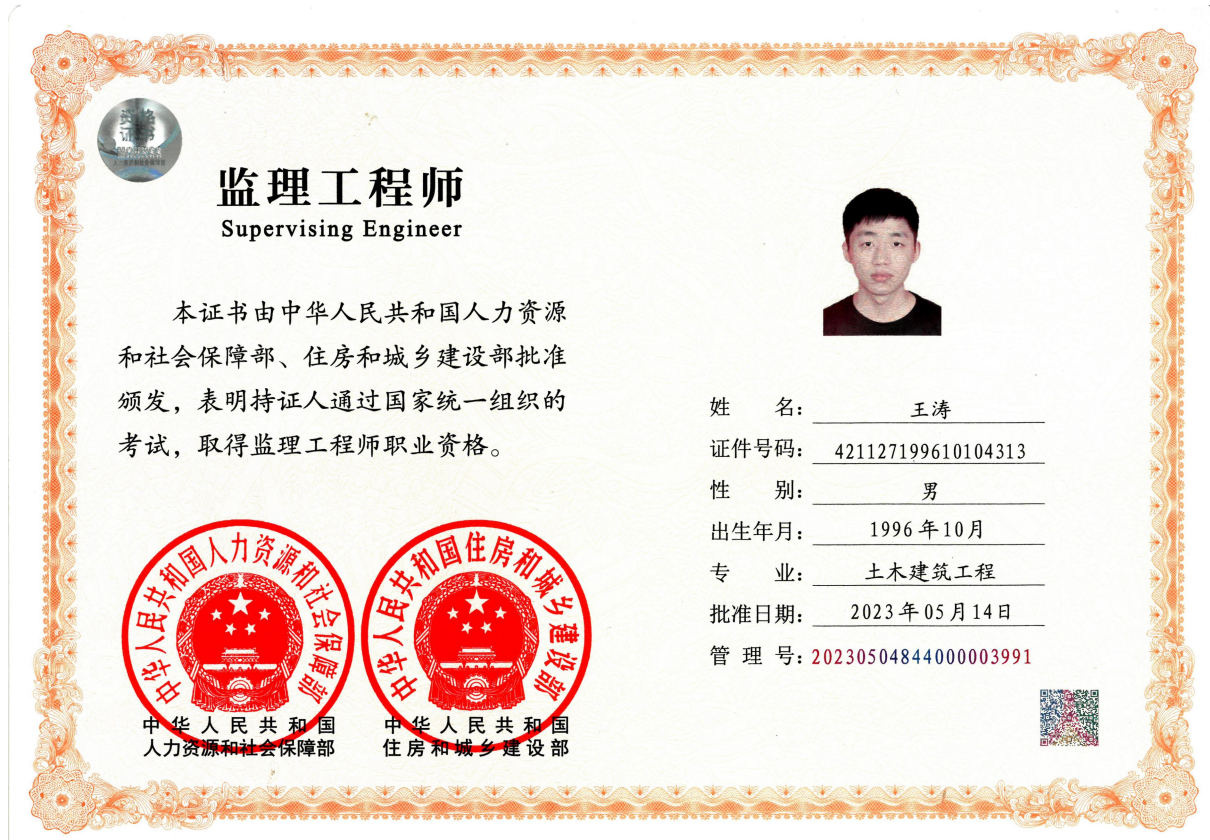 资格
证书
监理工程师
Supervising Engineer
本证书由中华人民共和国人力资源
和社会保障部、住房和城乡建设部批准
颁发，表明持证人通过国家统一组织的
考试，取得监理工程师职业资格。
中华人民共和国人力资源和社会保障部
中华人民共和国住房和城乡建设部
中华人民共和国
人力资源和社会保障部
中华人民共和国
住房和城乡建设部
姓 名：王涛
证件号码：421127199610104313
性 别：男
出生年月：1996年10月
专 业：土木建筑工程
批准日期：2023年05月14日
管 理 号：20230504844000003991